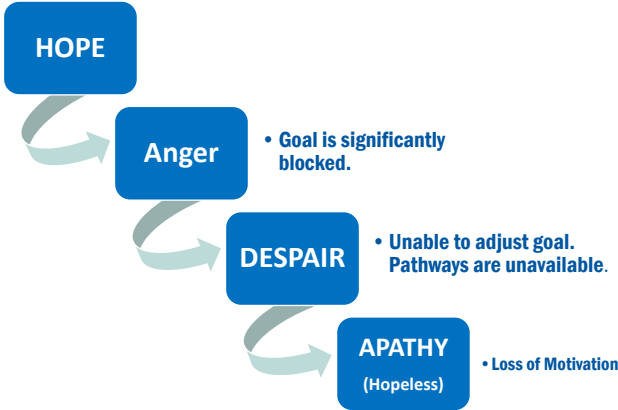 HOPE
Anger
• Goal is significantly
blocked.
DESPAIR
• Unable to adjust goal.
Pathways are unavailable.
APATHY
(Hopeless)
• Loss of Motivation